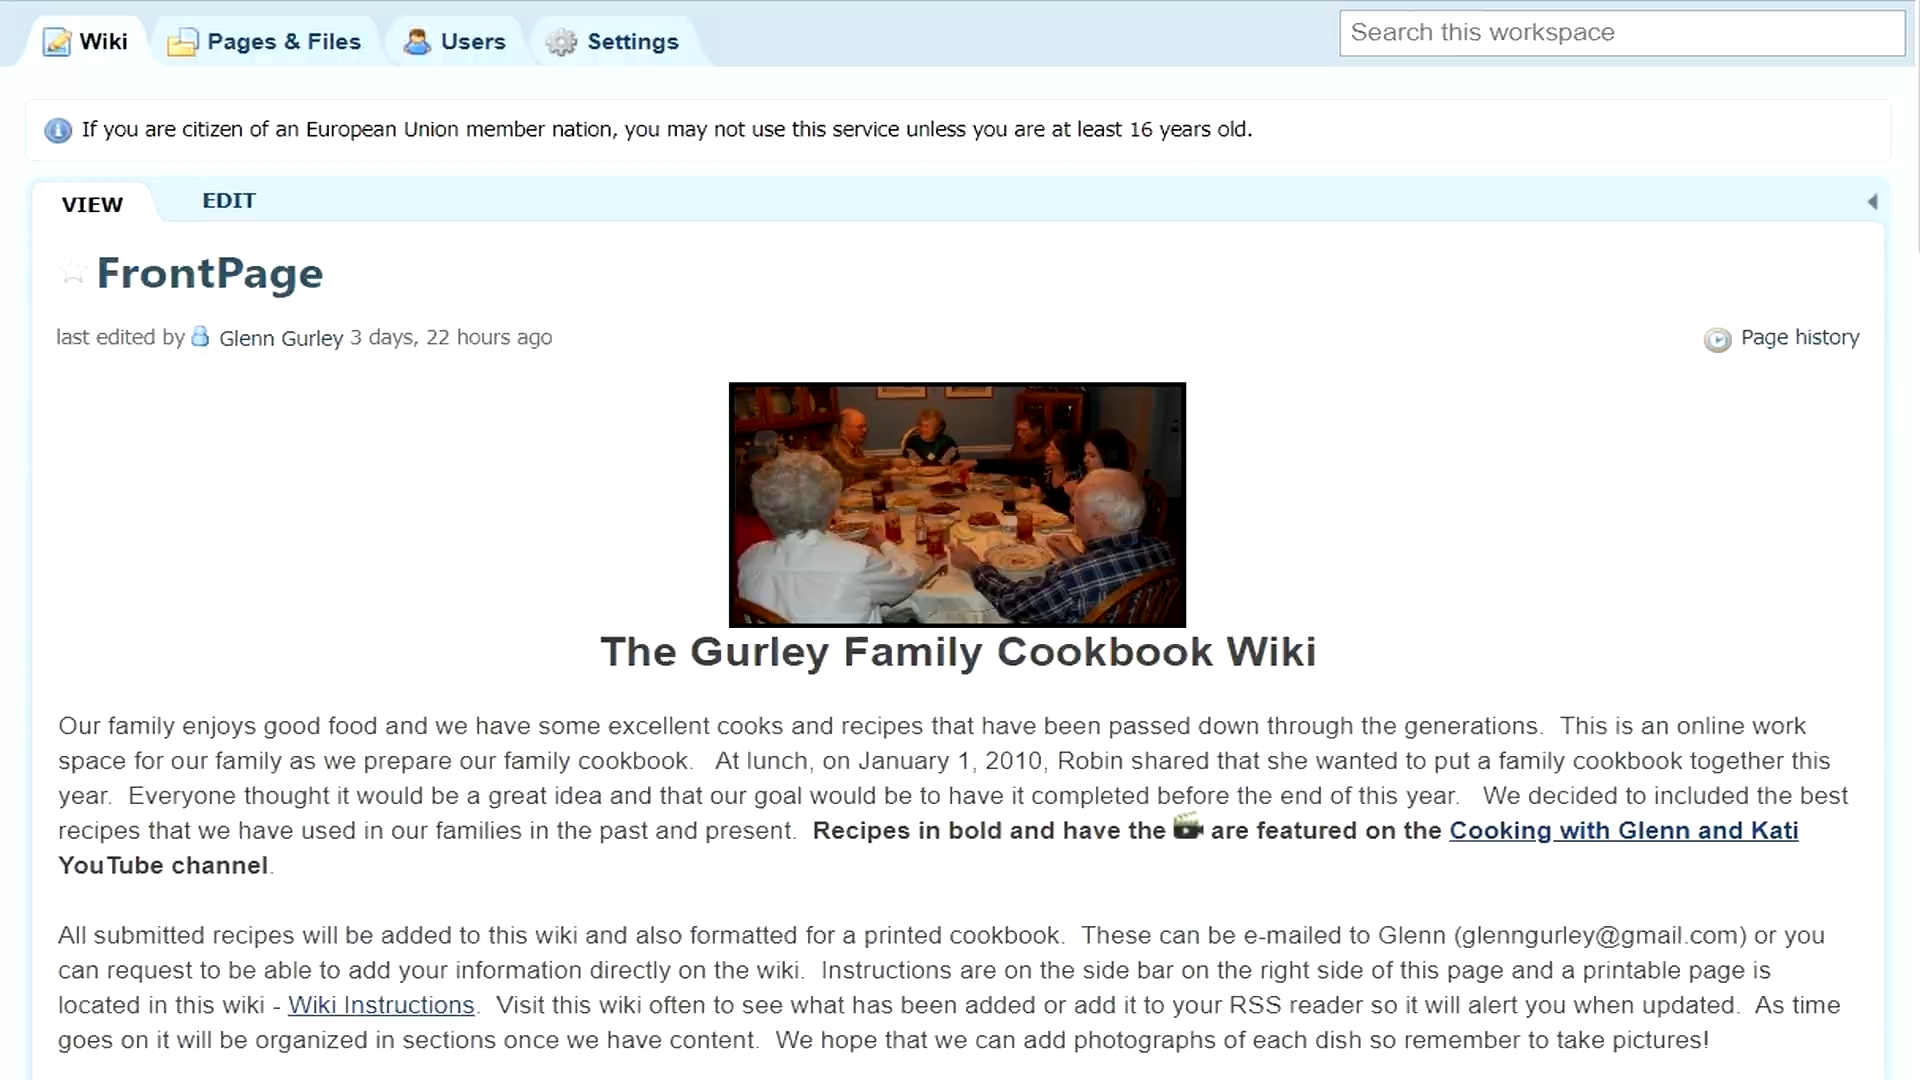 Wiki Pages & Files Users Settings Search this workspace
If you are citizen of an European Union member nation, you may not use this service unless you are at least 16 years old.
VIEW EDIT
FrontPage
last edited by Glenn Gurley 3 days, 22 hours ago Page history
The Gurley Family Cookbook Wiki
Our family enjoys good food and we have some excellent cooks and recipes that have been passed down through the generations. This is an online work
space for our family as we prepare our family cookbook. At lunch, on January 1, 2010, Robin shared that she wanted to put a family cookbook together this
year. Everyone thought it would be a great idea and that our goal would be to have it completed before the end of this year. We decided to included the best
recipes that we have used in our families in the past and present. Recipes in bold and have the are featured on the Cooking with Glenn and Kati
YouTube channel.
All submitted recipes will be added to this wiki and also formatted for a printed cookbook. These can be e-mailed to Glenn (glenngurley@gmail.com) or you
can request to be able to add your information directly on the wiki. Instructions are on the side bar on the right side of this page and a printable page is
located in this wiki - Wiki Instructions. Visit this wiki often to see what has been added or add it to your RSS reader so it will alert you when updated. As time
goes on it will be organized in sections once we have content. We hope that we can add photographs of each dish so remember to take pictures!